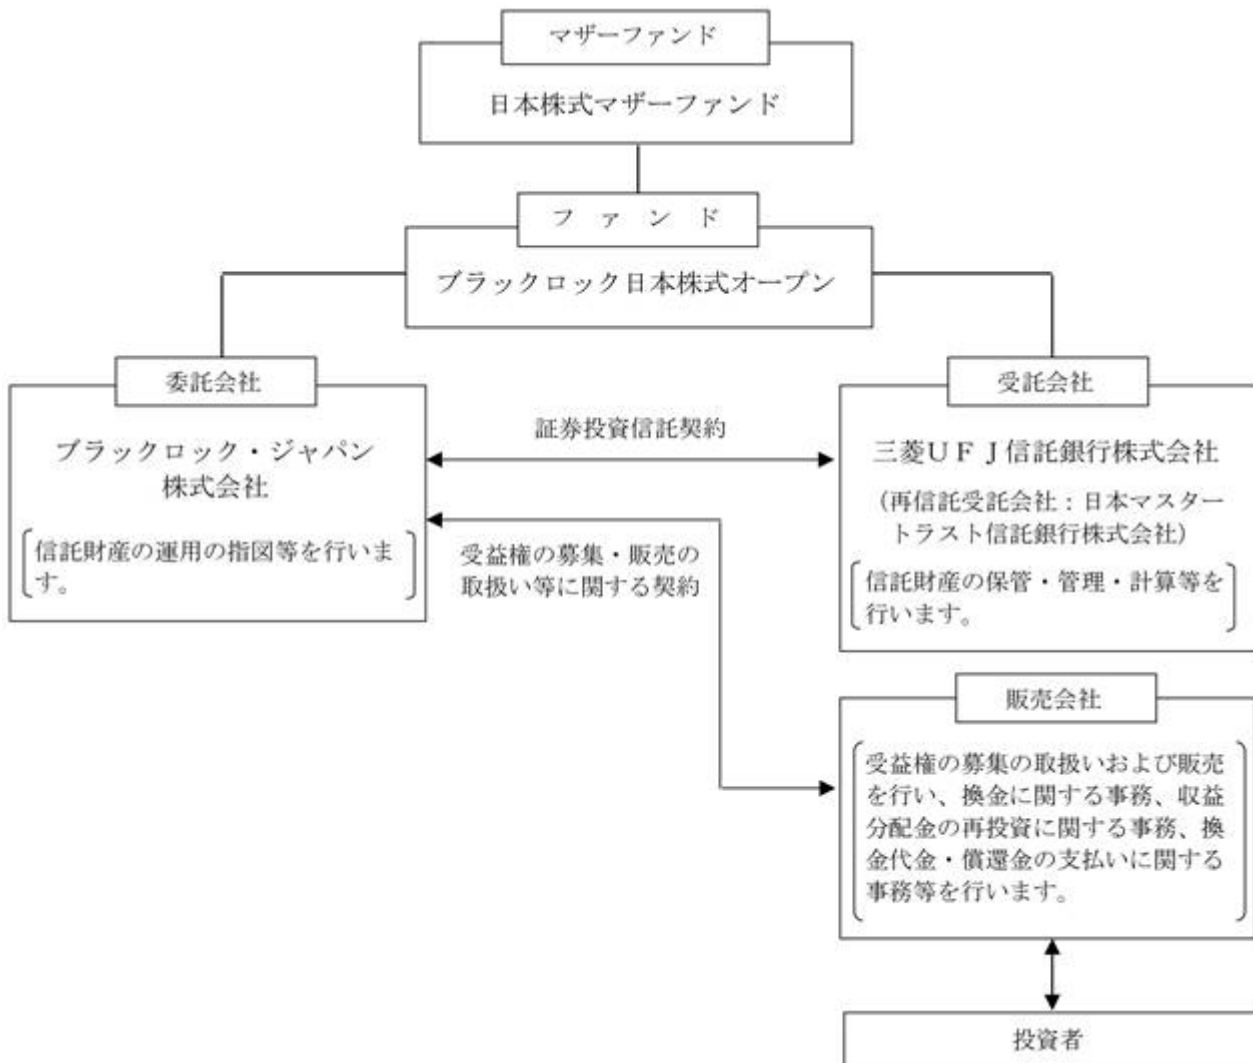 マザーファンド
日本株式マザーファンド
ファンド
ブラックロック日本株式オープン
委託会社
ブラックロック・ジャパン
株式会社
信託財産の運用の指図等を行いま
す。
証券投資信託契約
受益権の募集・販売の
取扱い等に関する契約
受託会社
三菱UFJ信託銀行株式会社
(再信託受託会社:日本マスター
トラスト信託銀行株式会社)
信託財産の保管・管理・計算等を
行います。
販売会社
受益権の募集の取扱いおよび販売
を行い、換金に関する事務、収益
分配金の再投資に関する事務、換
金代金・償還金の支払いに関する
事務等を行います。
投資者